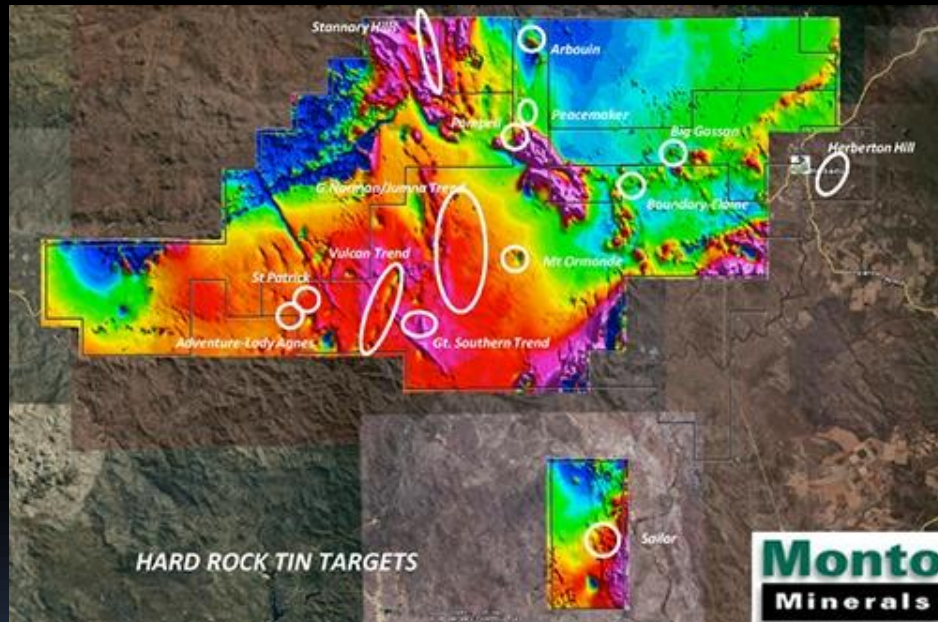 Stannary Hills
Arbouin
Peacemaker
Pompeii
Big Gossan
Herberton Hill
G Norman/Jumna Trend
Boundary-Elaine
Vulcan Trend
Mt Ormonde
St Patrick
Adventure-Lady Agnes
Gt. Southern Trend
Sailor
HARD ROCK TIN TARGETS
Monto
Minerals